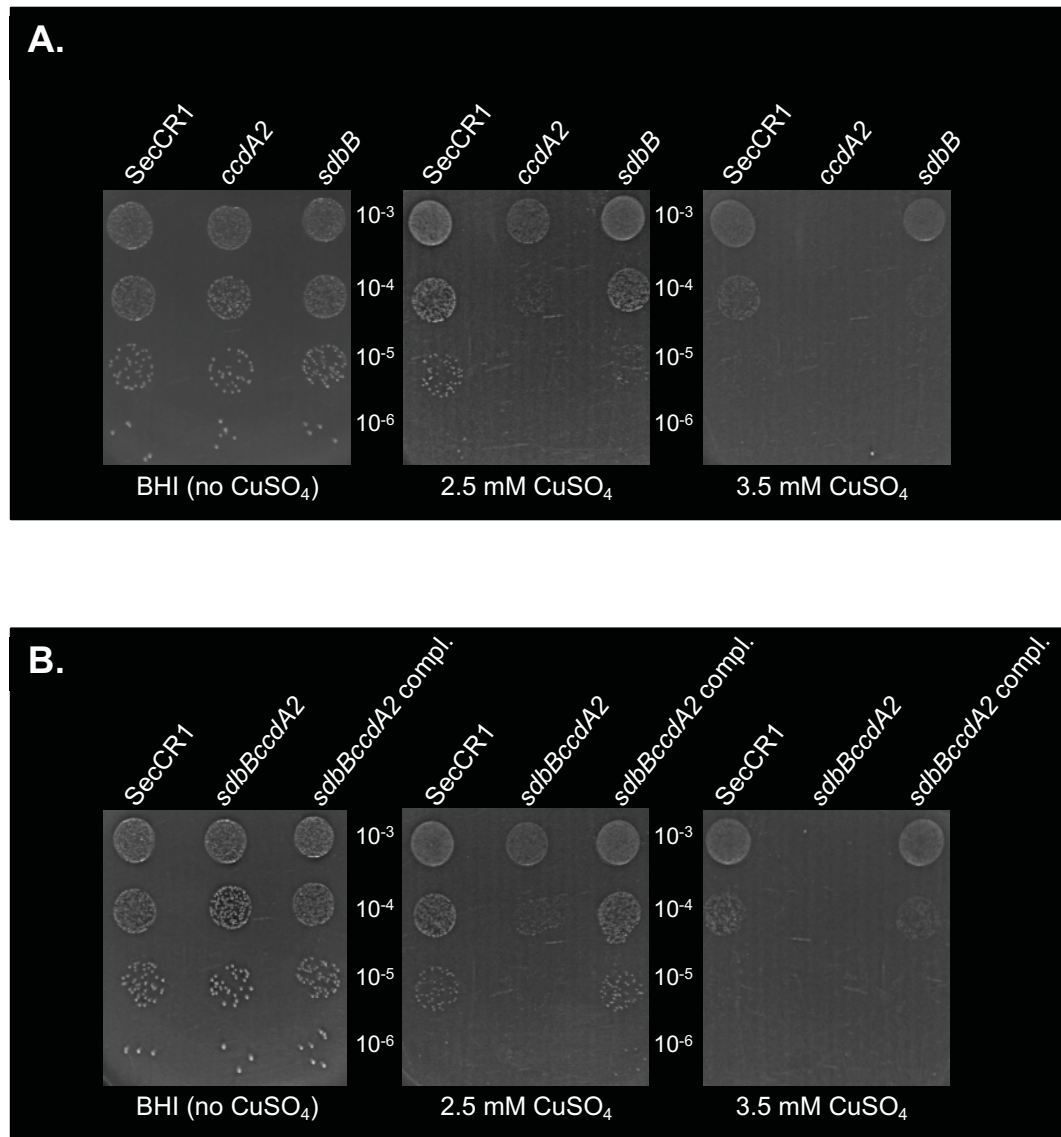 A.
SecCR1 ccdA2 sdbB SecCR1 ccdA2 sdbB SecCR1 ccdA2 sdbB
10⁻³ 10⁻³
10⁻⁴ 10⁻⁴
10⁻⁵ 10⁻⁵
10⁻⁶ 10⁻⁶
BHI (no CuSO₄) 2.5 mM CuSO₄ 3.5 mM CuSO₄
B.
SecCR1 sdbBccdA2 sdbBccdA2 compl. SecCR1 sdbBccdA2 sdbBccdA2 compl. SecCR1 sdbBccdA2 sdbBccdA2 compl.
10⁻³ 10⁻³
10⁻⁴ 10⁻⁴
10⁻⁵ 10⁻⁵
10⁻⁶ 10⁻⁶
BHI (no CuSO₄) 2.5 mM CuSO₄ 3.5 mM CuSO₄